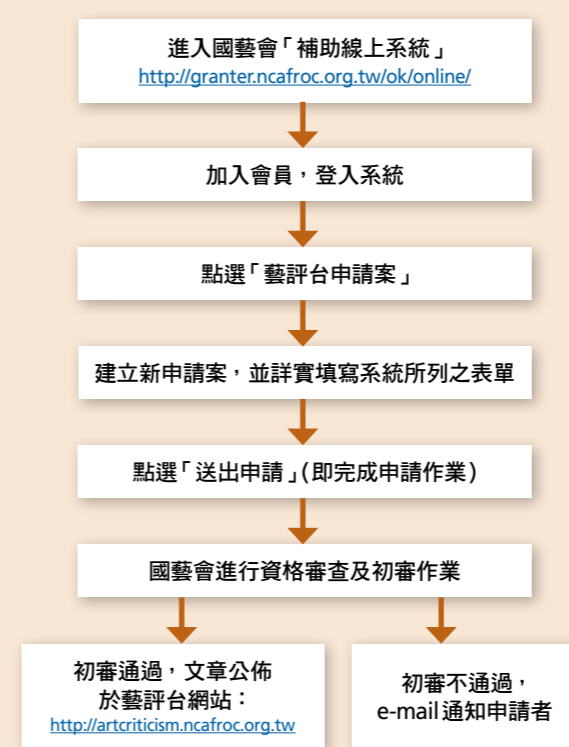 進入國藝會「補助線上系統」
http://granter.ncafroc.org.tw/ok/online/
加入會員，登入系統
點選「藝評台申請案」
建立新申請案，並詳實填寫系統所列之表單
點選「送出申請」(即完成申請作業)
國藝會進行資格審查及初審作業
初審通過，文章公佈
於藝評台網站：
http://artcriticism.ncafroc.org.tw
初審不通過，
e-mail通知申請者